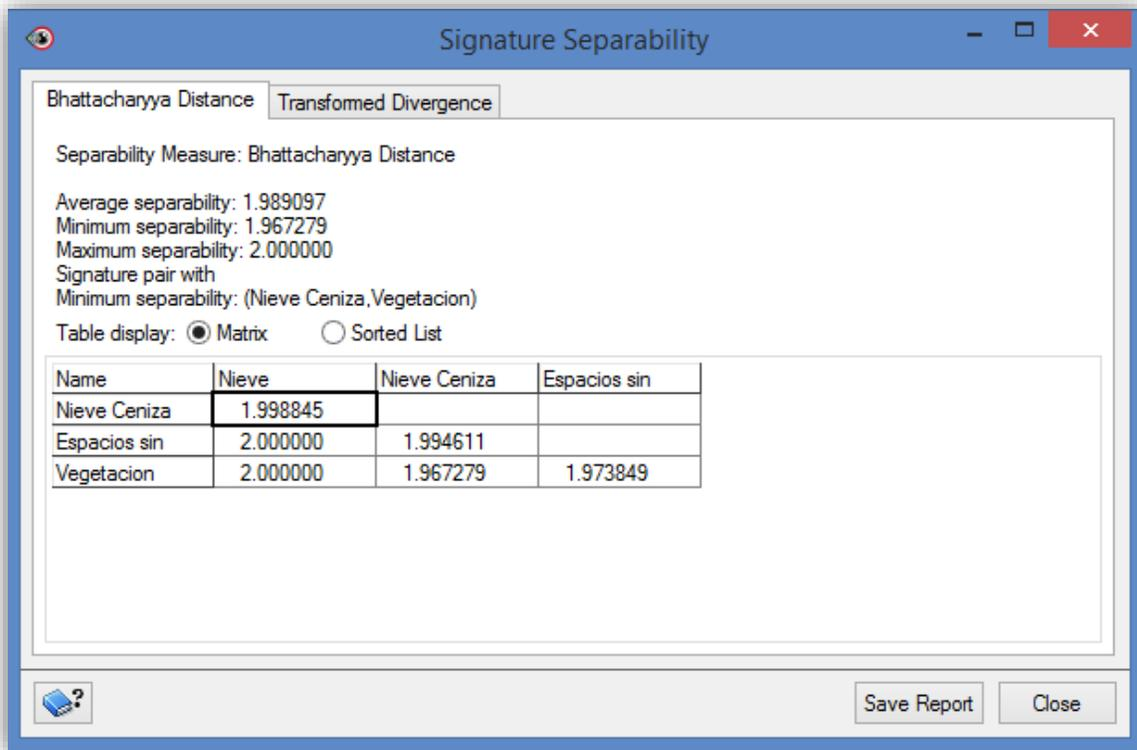 Signature Separability
Bhattacharyya Distance Transformed Divergence
Separability Measure: Bhattacharyya Distance
Average separability: 1.989097
Minimum separability: 1.967279
Maximum separability: 2.000000
Signature pair with
Minimum separability: (Nieve Ceniza,Vegetacion)
Table display: Matrix Sorted List
Name Nieve Nieve Ceniza Espacios sin
Nieve Ceniza 1.998845
Espacios sin 2.000000 1.994611
Vegetacion 2.000000 1.967279 1.973849
Save Report Close